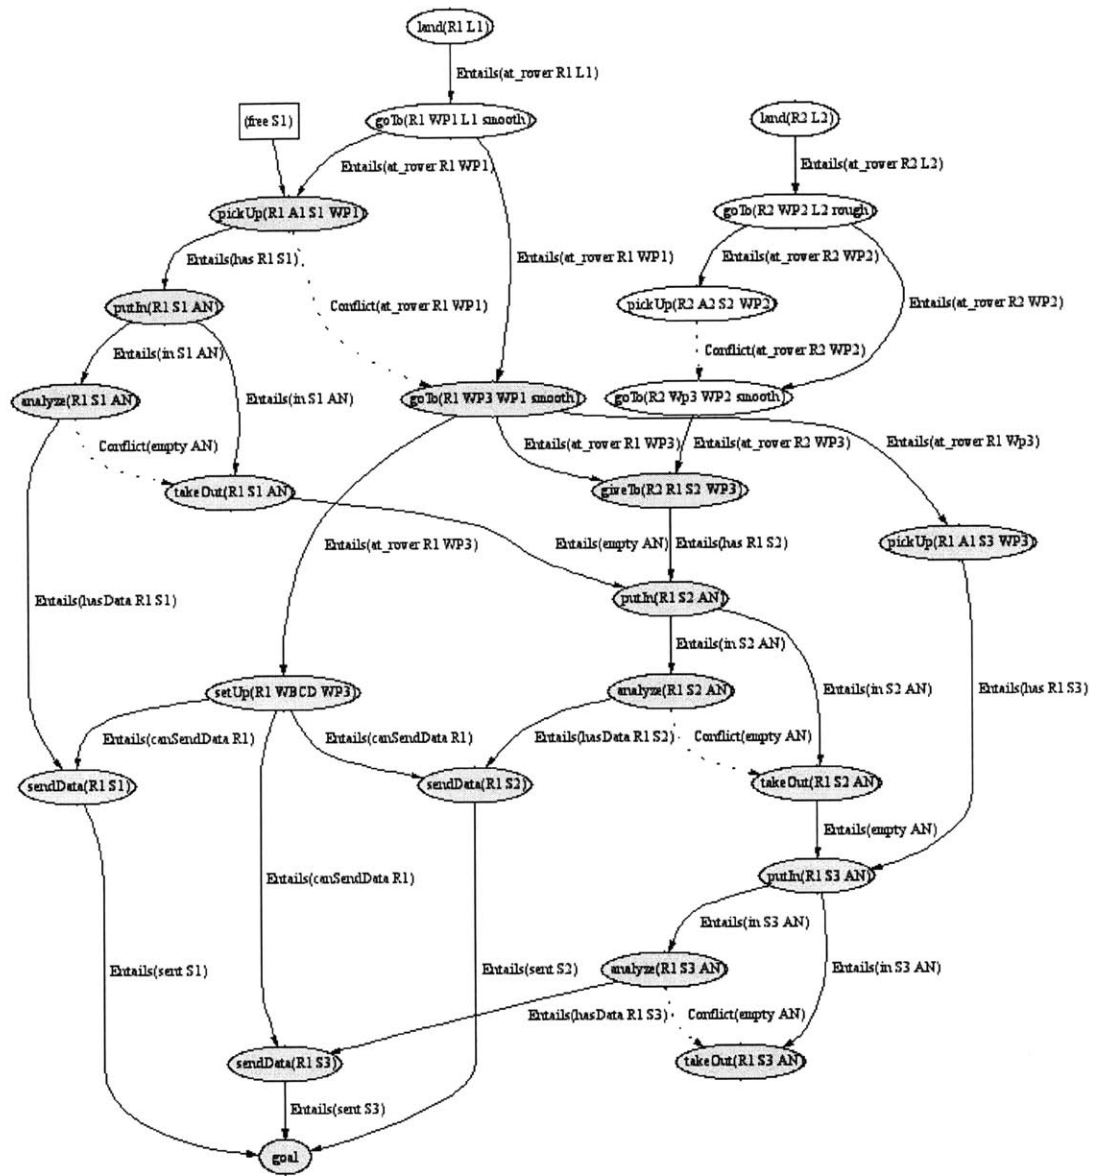 land(R1 L1)
Entails(at_rover R1 L1)
(free S1)
goTo(R1 WP1 L1 smooth)
land(R2 L2)
Entails(at_rover R1 WP1)
Entails(at_rover R2 L2)
pickUp(R1 A1 S1 WP1)
goTo(R2 WP2 L2 rough)
Entails(has R1 S1)
Entails(at_rover R1 WP1)
Entails(at_rover R2 WP2)
putIn(R1 S1 AN)
Conflict(at_rover R1 WP1)
pickUp(R2 A2 S2 WP2)
Entails(at_rover R2 WP2)
Entails(in S1 AN)
Conflict(at_rover R2 WP2)
analyze(R1 S1 AN)
Entails(in S1 AN)
goTo(R1 WP3 WP1 smooth)
goTo(R2 Wp3 WP2 smooth)
Conflict(empty AN)
Entails(at_rover R1 WP3)
Entails(at_rover R2 WP3)
Entails(at_rover R1 Wp3)
takeOut(R1 S1 AN)
giveTo(R2 R1 S2 WP3)
Entails(at_rover R1 WP3)
Entails(empty AN)
Entails(has R1 S2)
pickUp(R1 A1 S3 WP3)
Entails(hasData R1 S1)
putIn(R1 S2 AN)
Entails(in S2 AN)
setUp(R1 WBCD WP3)
analyze(R1 S2 AN)
Entails(in S2 AN)
Entails(has R1 S3)
Entails(canSendData R1)
Entails(canSendData R1)
Entails(hasData R1 S2)
Conflict(empty AN)
sendData(R1 S1)
sendData(R1 S2)
takeOut(R1 S2 AN)
Entails(empty AN)
Entails(canSendData R1)
putIn(R1 S3 AN)
Entails(in S3 AN)
Entails(sent S1)
Entails(sent S2)
analyze(R1 S3 AN)
Entails(in S3 AN)
Entails(hasData R1 S3)
Conflict(empty AN)
sendData(R1 S3)
takeOut(R1 S3 AN)
Entails(sent S3)
goal